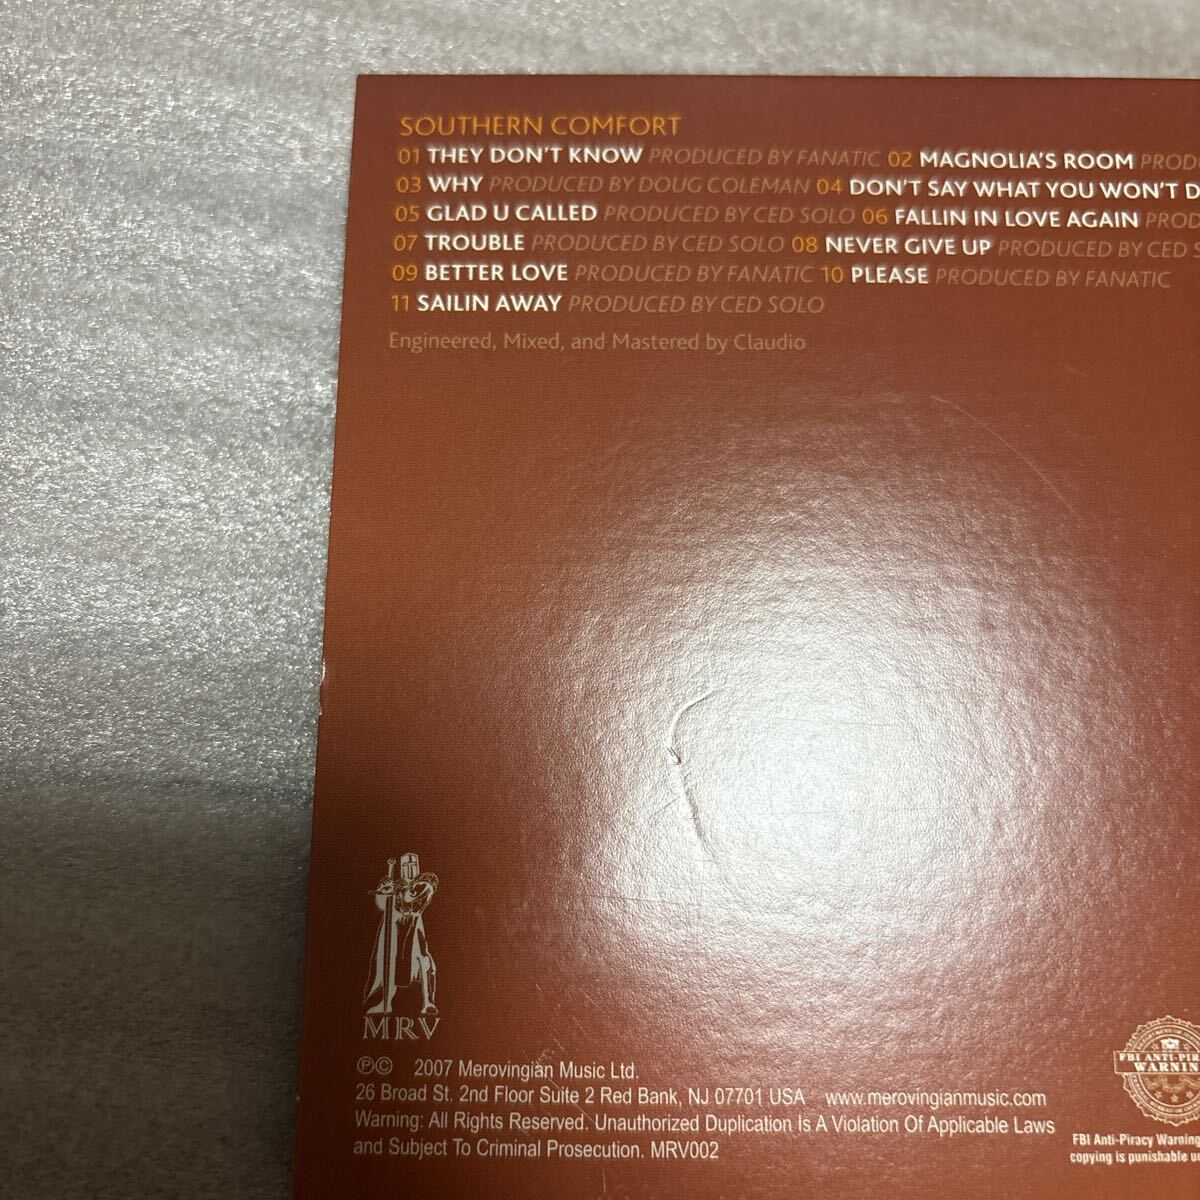 SOUTHERN COMFORT
01 THEY DON'T KNOW PRODUCED BY FANATIC 02 MAGNOLIA'S ROOM PROD
03 WHY PRODUCED BY DOUG COLEMAN 04 DON'T SAY WHAT YOU WON'T D
05 GLAD U CALLED PRODUCED BY CED SOLO 06 FALLIN IN LOVE AGAIN PROD
07 TROUBLE PRODUCED BY CED SOLO 08 NEVER GIVE UP PRODUCED BY CED S
09 BETTER LOVE PRODUCED BY FANATIC 10 PLEASE PRODUCED BY FANATIC
11 SAILIN AWAY PRODUCED BY CED SOLO
Engineered, Mixed, and Mastered by Claudio
MRV
℗© 2007 Merovingian Music Ltd.
26 Broad St. 2nd Floor Suite 2 Red Bank, NJ 07701 USA www.merovingianmusic.com
Warning: All Rights Reserved. Unauthorized Duplication Is A Violation Of Applicable Laws
and Subject To Criminal Prosecution. MRV002
FBI ANTI-PIR
WARNIN
FBI Anti-Piracy Warning
copying is punishable u